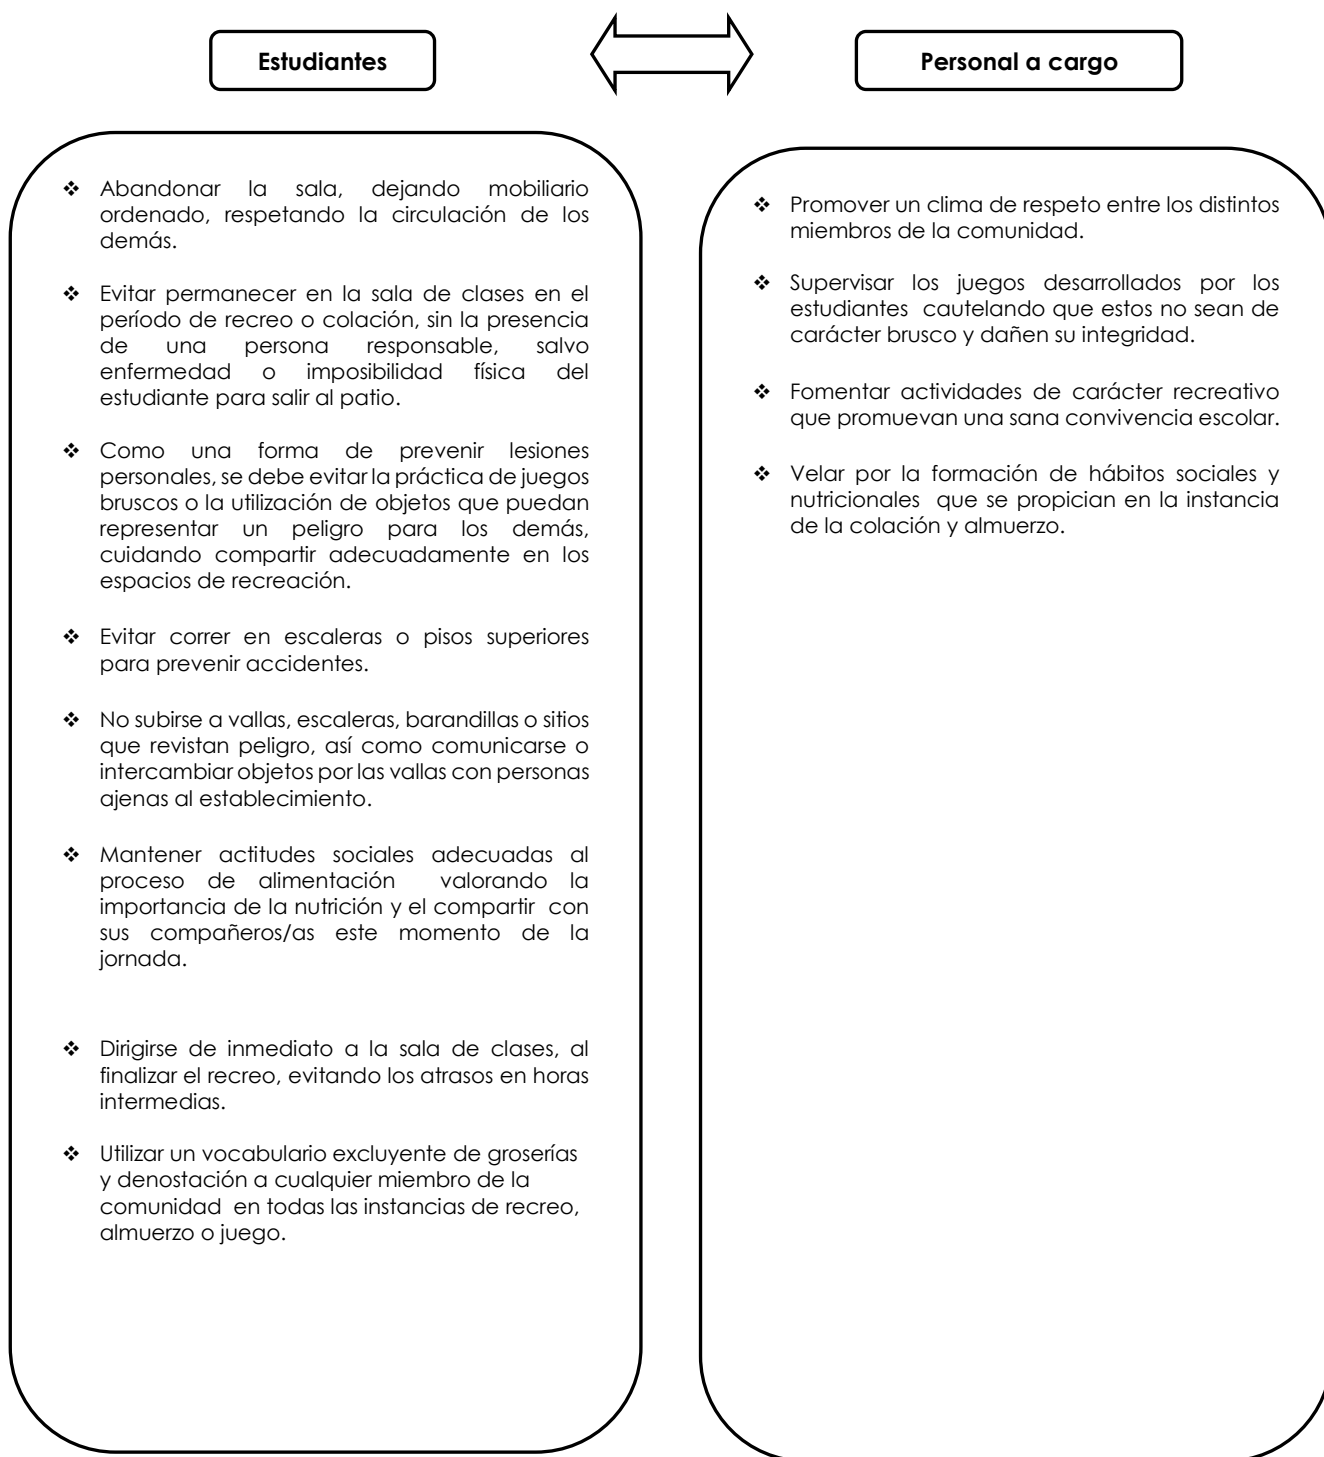 Estudiantes
Personal a cargo
❖ Abandonar la sala, dejando mobiliario
ordenado, respetando la circulación de los
demás.
❖ Evitar permanecer en la sala de clases en el
período de recreo o colación, sin la presencia
de una persona responsable, salvo
enfermedad o imposibilidad física del
estudiante para salir al patio.
❖ Como una forma de prevenir lesiones
personales, se debe evitar la práctica de juegos
bruscos o la utilización de objetos que puedan
representar un peligro para los demás,
cuidando compartir adecuadamente en los
espacios de recreación.
❖ Evitar correr en escaleras o pisos superiores
para prevenir accidentes.
❖ No subirse a vallas, escaleras, barandillas o sitios
que revistan peligro, así como comunicarse o
intercambiar objetos por las vallas con personas
ajenas al establecimiento.
❖ Mantener actitudes sociales adecuadas al
proceso de alimentación valorando la
importancia de la nutrición y el compartir con
sus compañeros/as este momento de la
jornada.
❖ Dirigirse de inmediato a la sala de clases, al
finalizar el recreo, evitando los atrasos en horas
intermedias.
❖ Utilizar un vocabulario excluyente de groserías
y denostación a cualquier miembro de la
comunidad en todas las instancias de recreo,
almuerzo o juego.
❖ Promover un clima de respeto entre los distintos
miembros de la comunidad.
❖ Supervisar los juegos desarrollados por los
estudiantes cautelando que estos no sean de
carácter brusco y dañen su integridad.
❖ Fomentar actividades de carácter recreativo
que promuevan una sana convivencia escolar.
❖ Velar por la formación de hábitos sociales y
nutricionales que se propician en la instancia
de la colación y almuerzo.